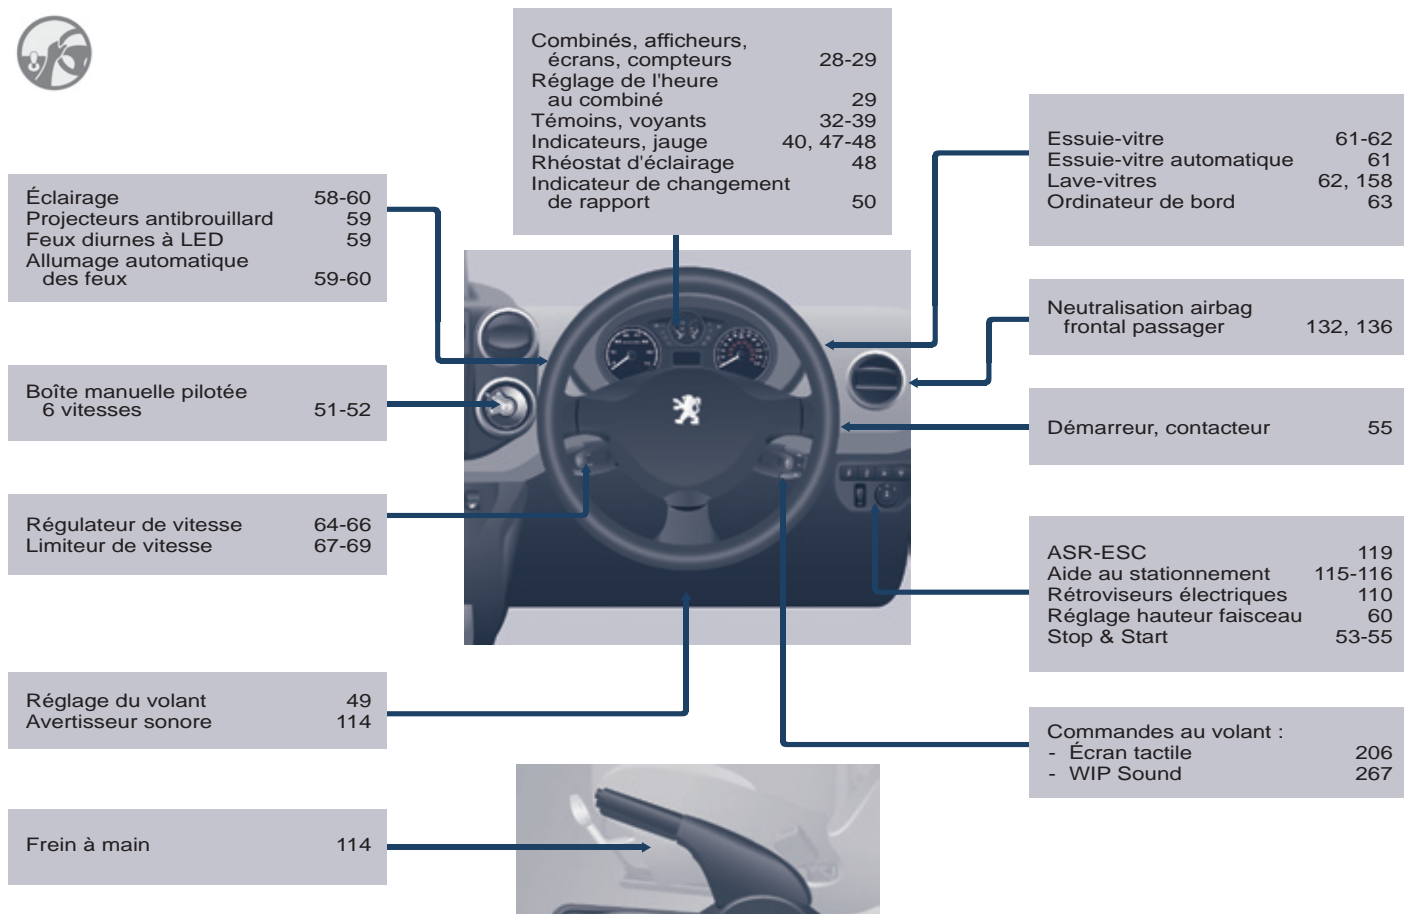 Combinés, afficheurs,
écrans, compteurs 28-29
Réglage de l'heure
au combiné 29
Témoins, voyants 32-39
Indicateurs, jauge 40, 47-48
Rhéostat d'éclairage 48
Indicateur de changement
de rapport 50
Éclairage 58-60
Projecteurs antibrouillard 59
Feux diurnes à LED 59
Allumage automatique
des feux 59-60
Boîte manuelle pilotée
6 vitesses 51-52
Régulateur de vitesse 64-66
Limiteur de vitesse 67-69
Réglage du volant 49
Avertisseur sonore 114
Frein à main 114
Essuie-vitre 61-62
Essuie-vitre automatique 61
Lave-vitres 62, 158
Ordinateur de bord 63
Neutralisation airbag
frontal passager 132, 136
Démarreur, contacteur 55
ASR-ESC 119
Aide au stationnement 115-116
Rétroviseurs électriques 110
Réglage hauteur faisceau 60
Stop & Start 53-55
Commandes au volant :
- Écran tactile 206
- WIP Sound 267